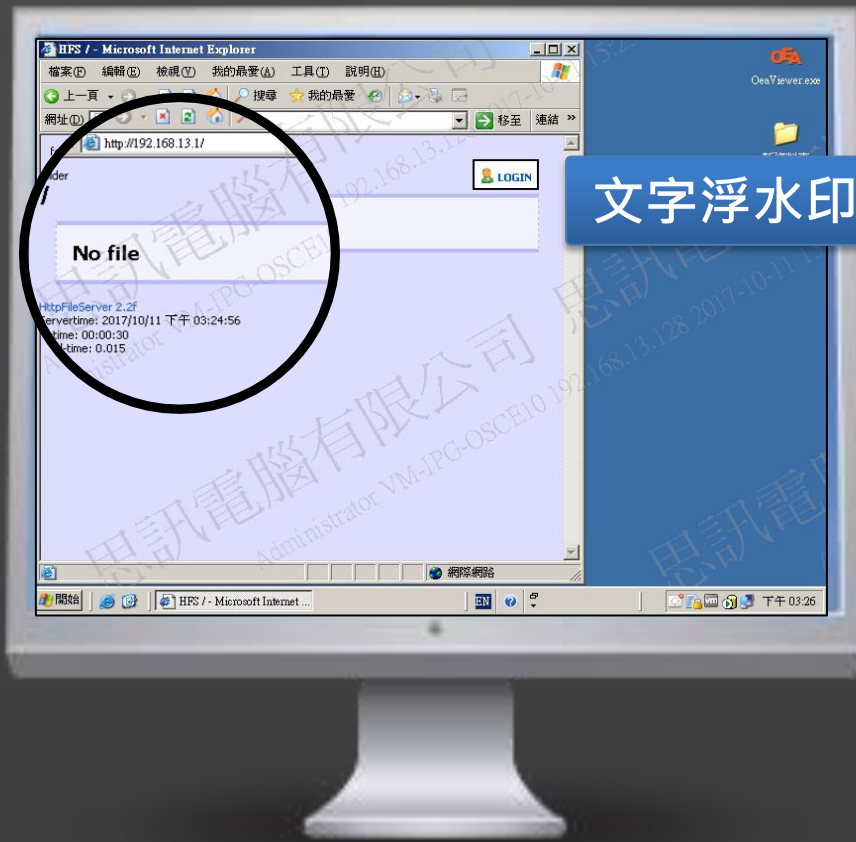 HFS / - Microsoft Internet Explorer
檔案(F) 編輯(E) 檢視(V) 我的最愛(A) 工具(T) 說明(H)
上一頁 搜尋 我的最愛
網址(D) 移至 連結 »
http://192.168.13.1/
LOGIN
/
No file
HttpFileServer 2.2f
Servertime: 2017/10/11 下午 03:24:56
time: 00:00:30
time: 0.015
OeaViewer.exe
文字浮水印
思訊電腦有限公司
Administrator VM-IPG-OSCE10 192.168.13.128 2017-10-11
網際網路
開始 HFS / - Microsoft Internet ... EN 下午 03:26